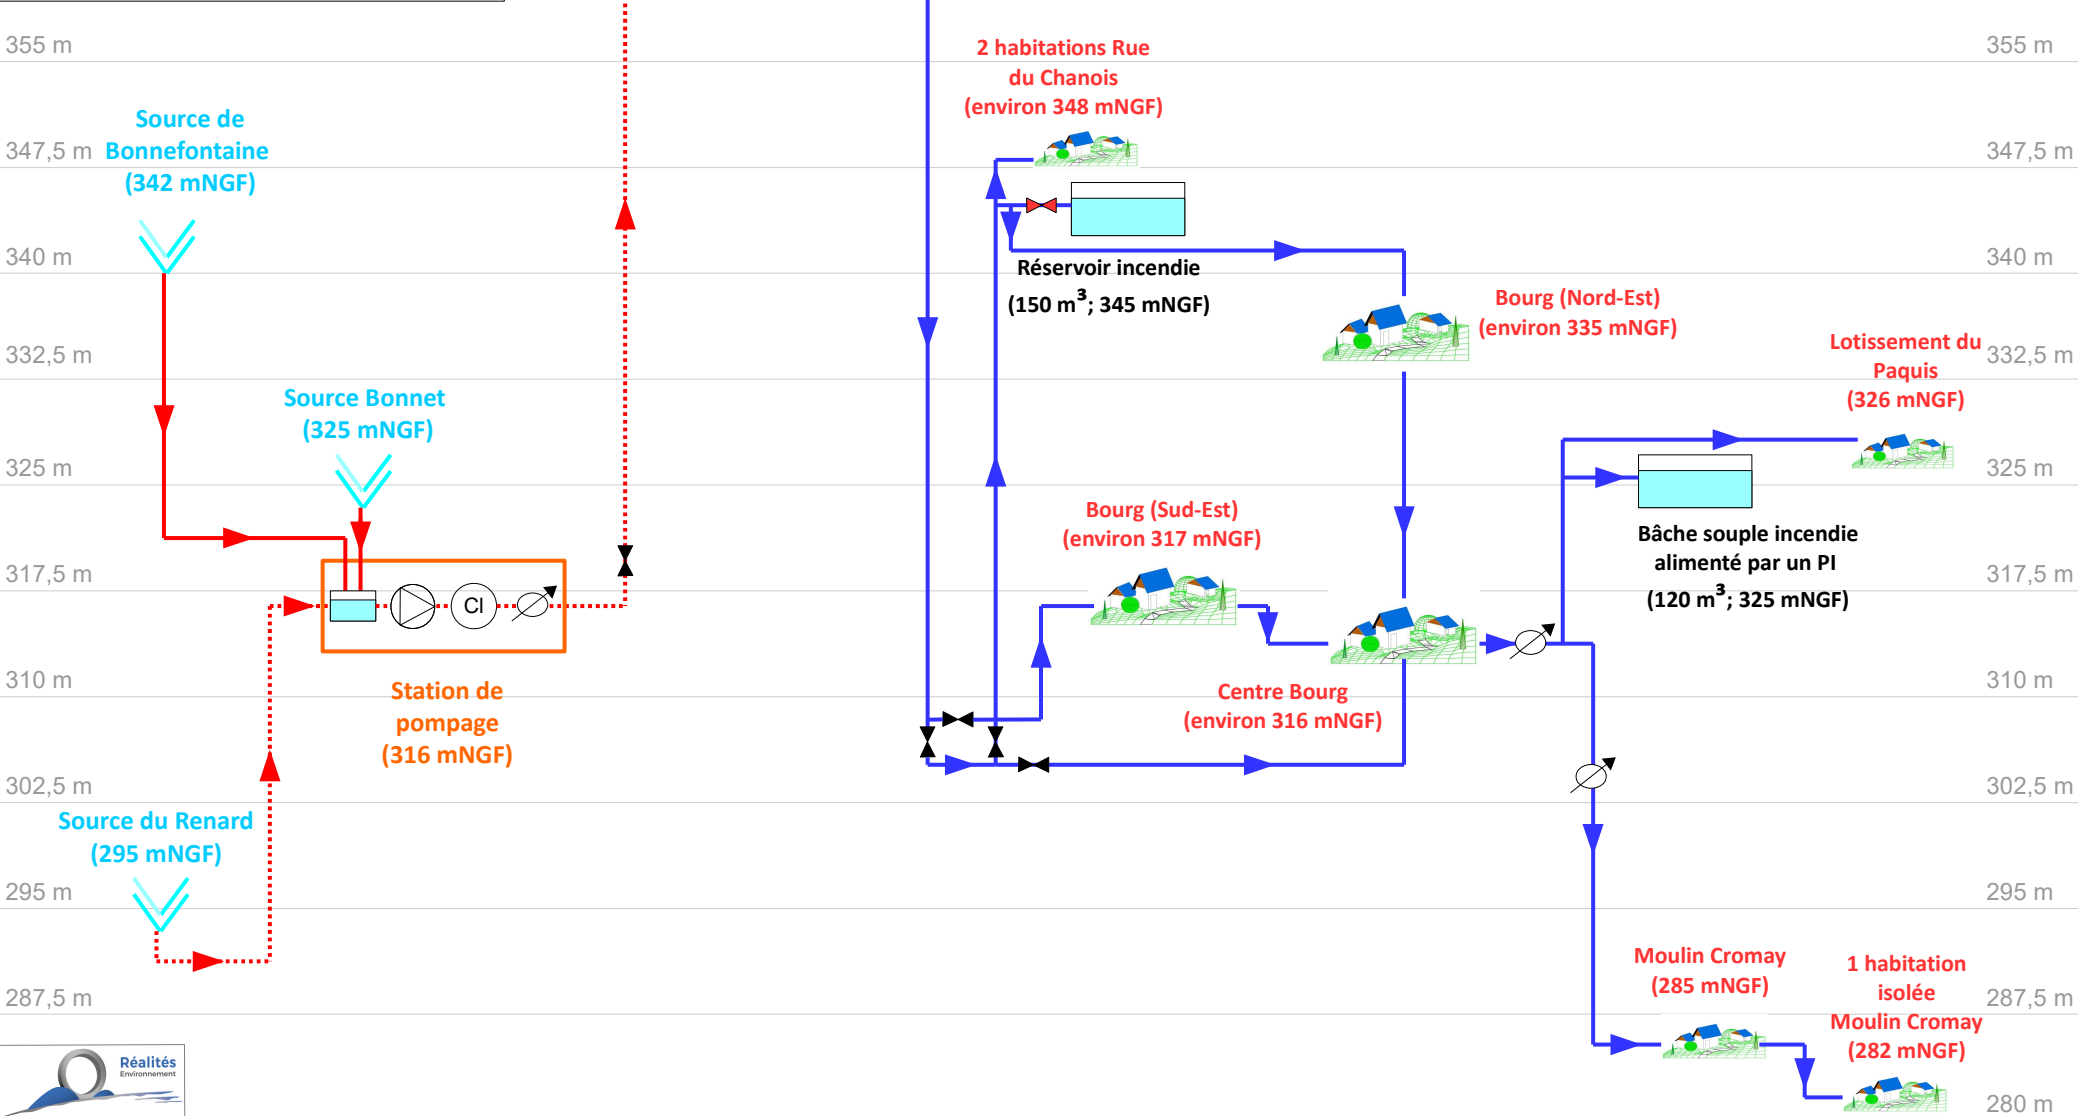 355 m
355 m
2 habitations Rue
du Chanois
(environ 348 mNGF)
Source de
Bonnefontaine
(342 mNGF)
347,5 m
347,5 m
340 m
340 m
Réservoir incendie
(150 m³; 345 mNGF)
Bourg (Nord-Est)
(environ 335 mNGF)
332,5 m
332,5 m
Lotissement du
Paquis
(326 mNGF)
Source Bonnet
(325 mNGF)
325 m
325 m
Bourg (Sud-Est)
(environ 317 mNGF)
Bâche souple incendie
alimenté par un PI
(120 m³; 325 mNGF)
317,5 m
317,5 m
Cl
Station de
pompage
(316 mNGF)
Centre Bourg
(environ 316 mNGF)
310 m
310 m
302,5 m
302,5 m
Source du Renard
(295 mNGF)
295 m
295 m
Moulin Cromay
(285 mNGF)
1 habitation
isolée
Moulin Cromay
(282 mNGF)
287,5 m
287,5 m
Réalités
Environnement
280 m